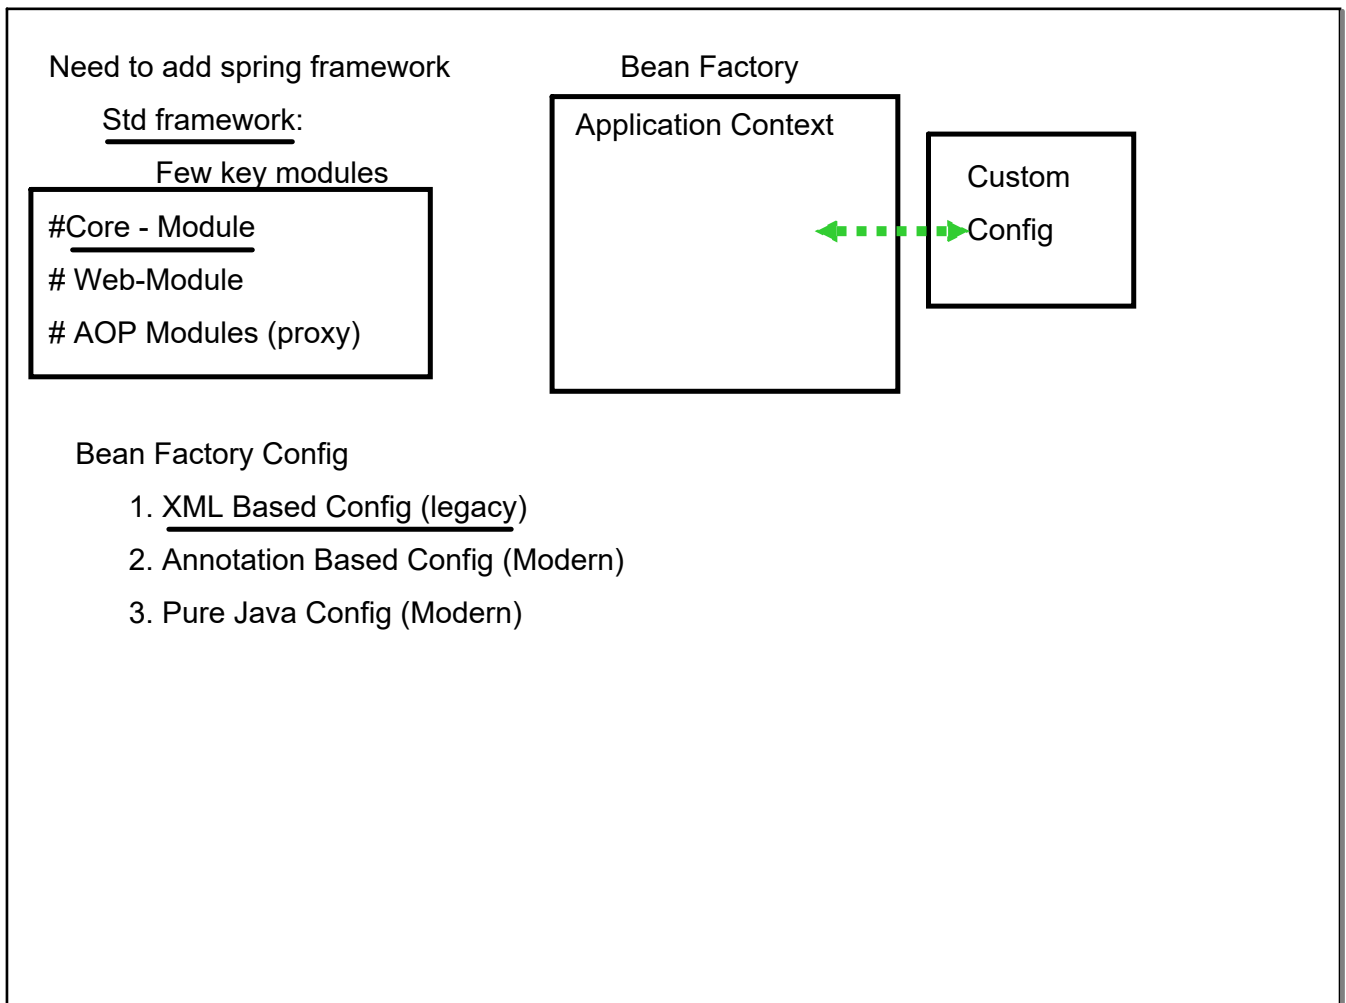 Need to add spring framework
Std framework:
Few key modules
#Core - Module
# Web-Module
# AOP Modules (proxy)
Bean Factory
Application Context
Custom
Config
Bean Factory Config
1. XML Based Config (legacy)
2. Annotation Based Config (Modern)
3. Pure Java Config (Modern)